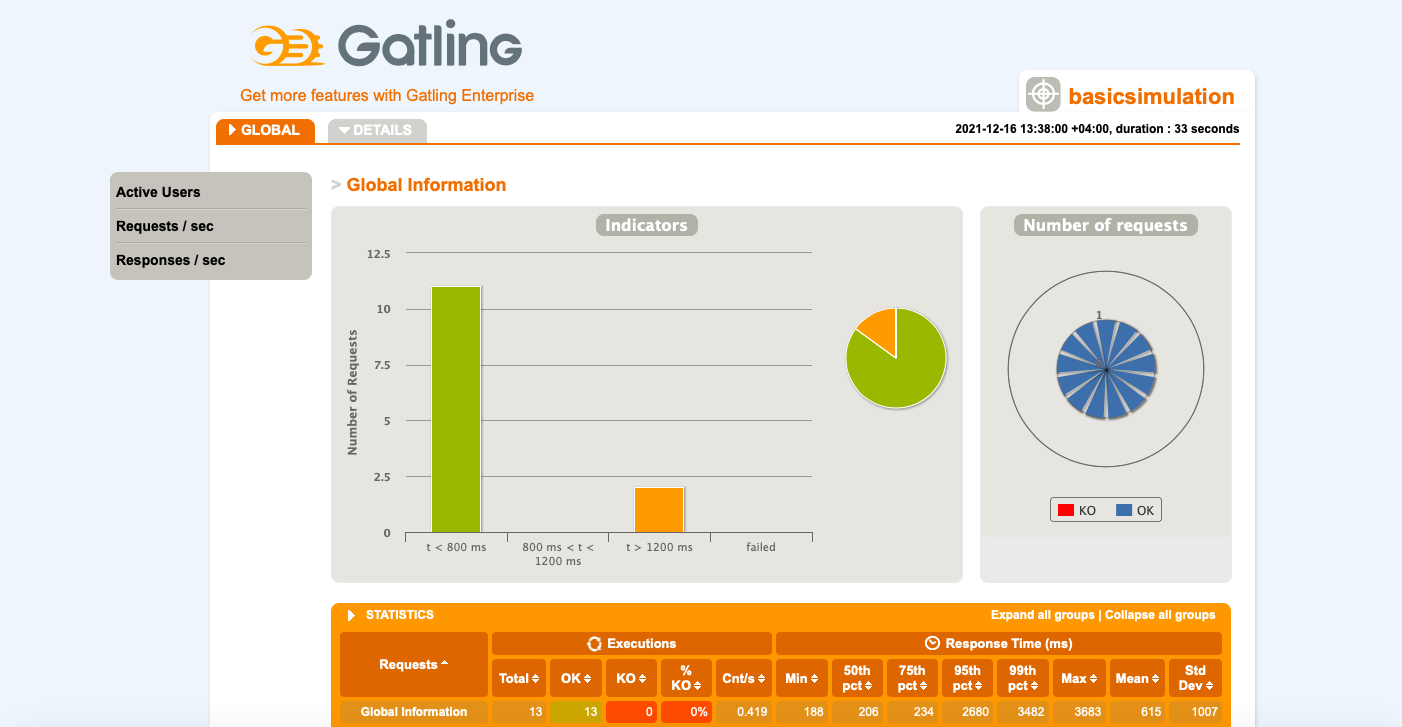 Gatling
Get more features with Gatling Enterprise
basicsimulation
GLOBAL
DETAILS
2021-12-16 13:38:00 +04:00, duration : 33 seconds
Active Users
Requests / sec
Responses / sec
> Global Information
Indicators
Number of Requests
12.5
10
7.5
5
2.5
0
t < 800 ms
800 ms < t <
1200 ms
t > 1200 ms
failed
Number of requests
1
KO
OK
STATISTICS
Expand all groups | Collapse all groups
Requests
Executions
Response Time (ms)
Total
OK
KO
%
KO
Cnt/s
Min
50th
pct
75th
pct
95th
pct
99th
pct
Max
Mean
Std
Dev
Global Information 13 13 0 0% 0.419 188 206 234 2680 3482 3683 615 1007